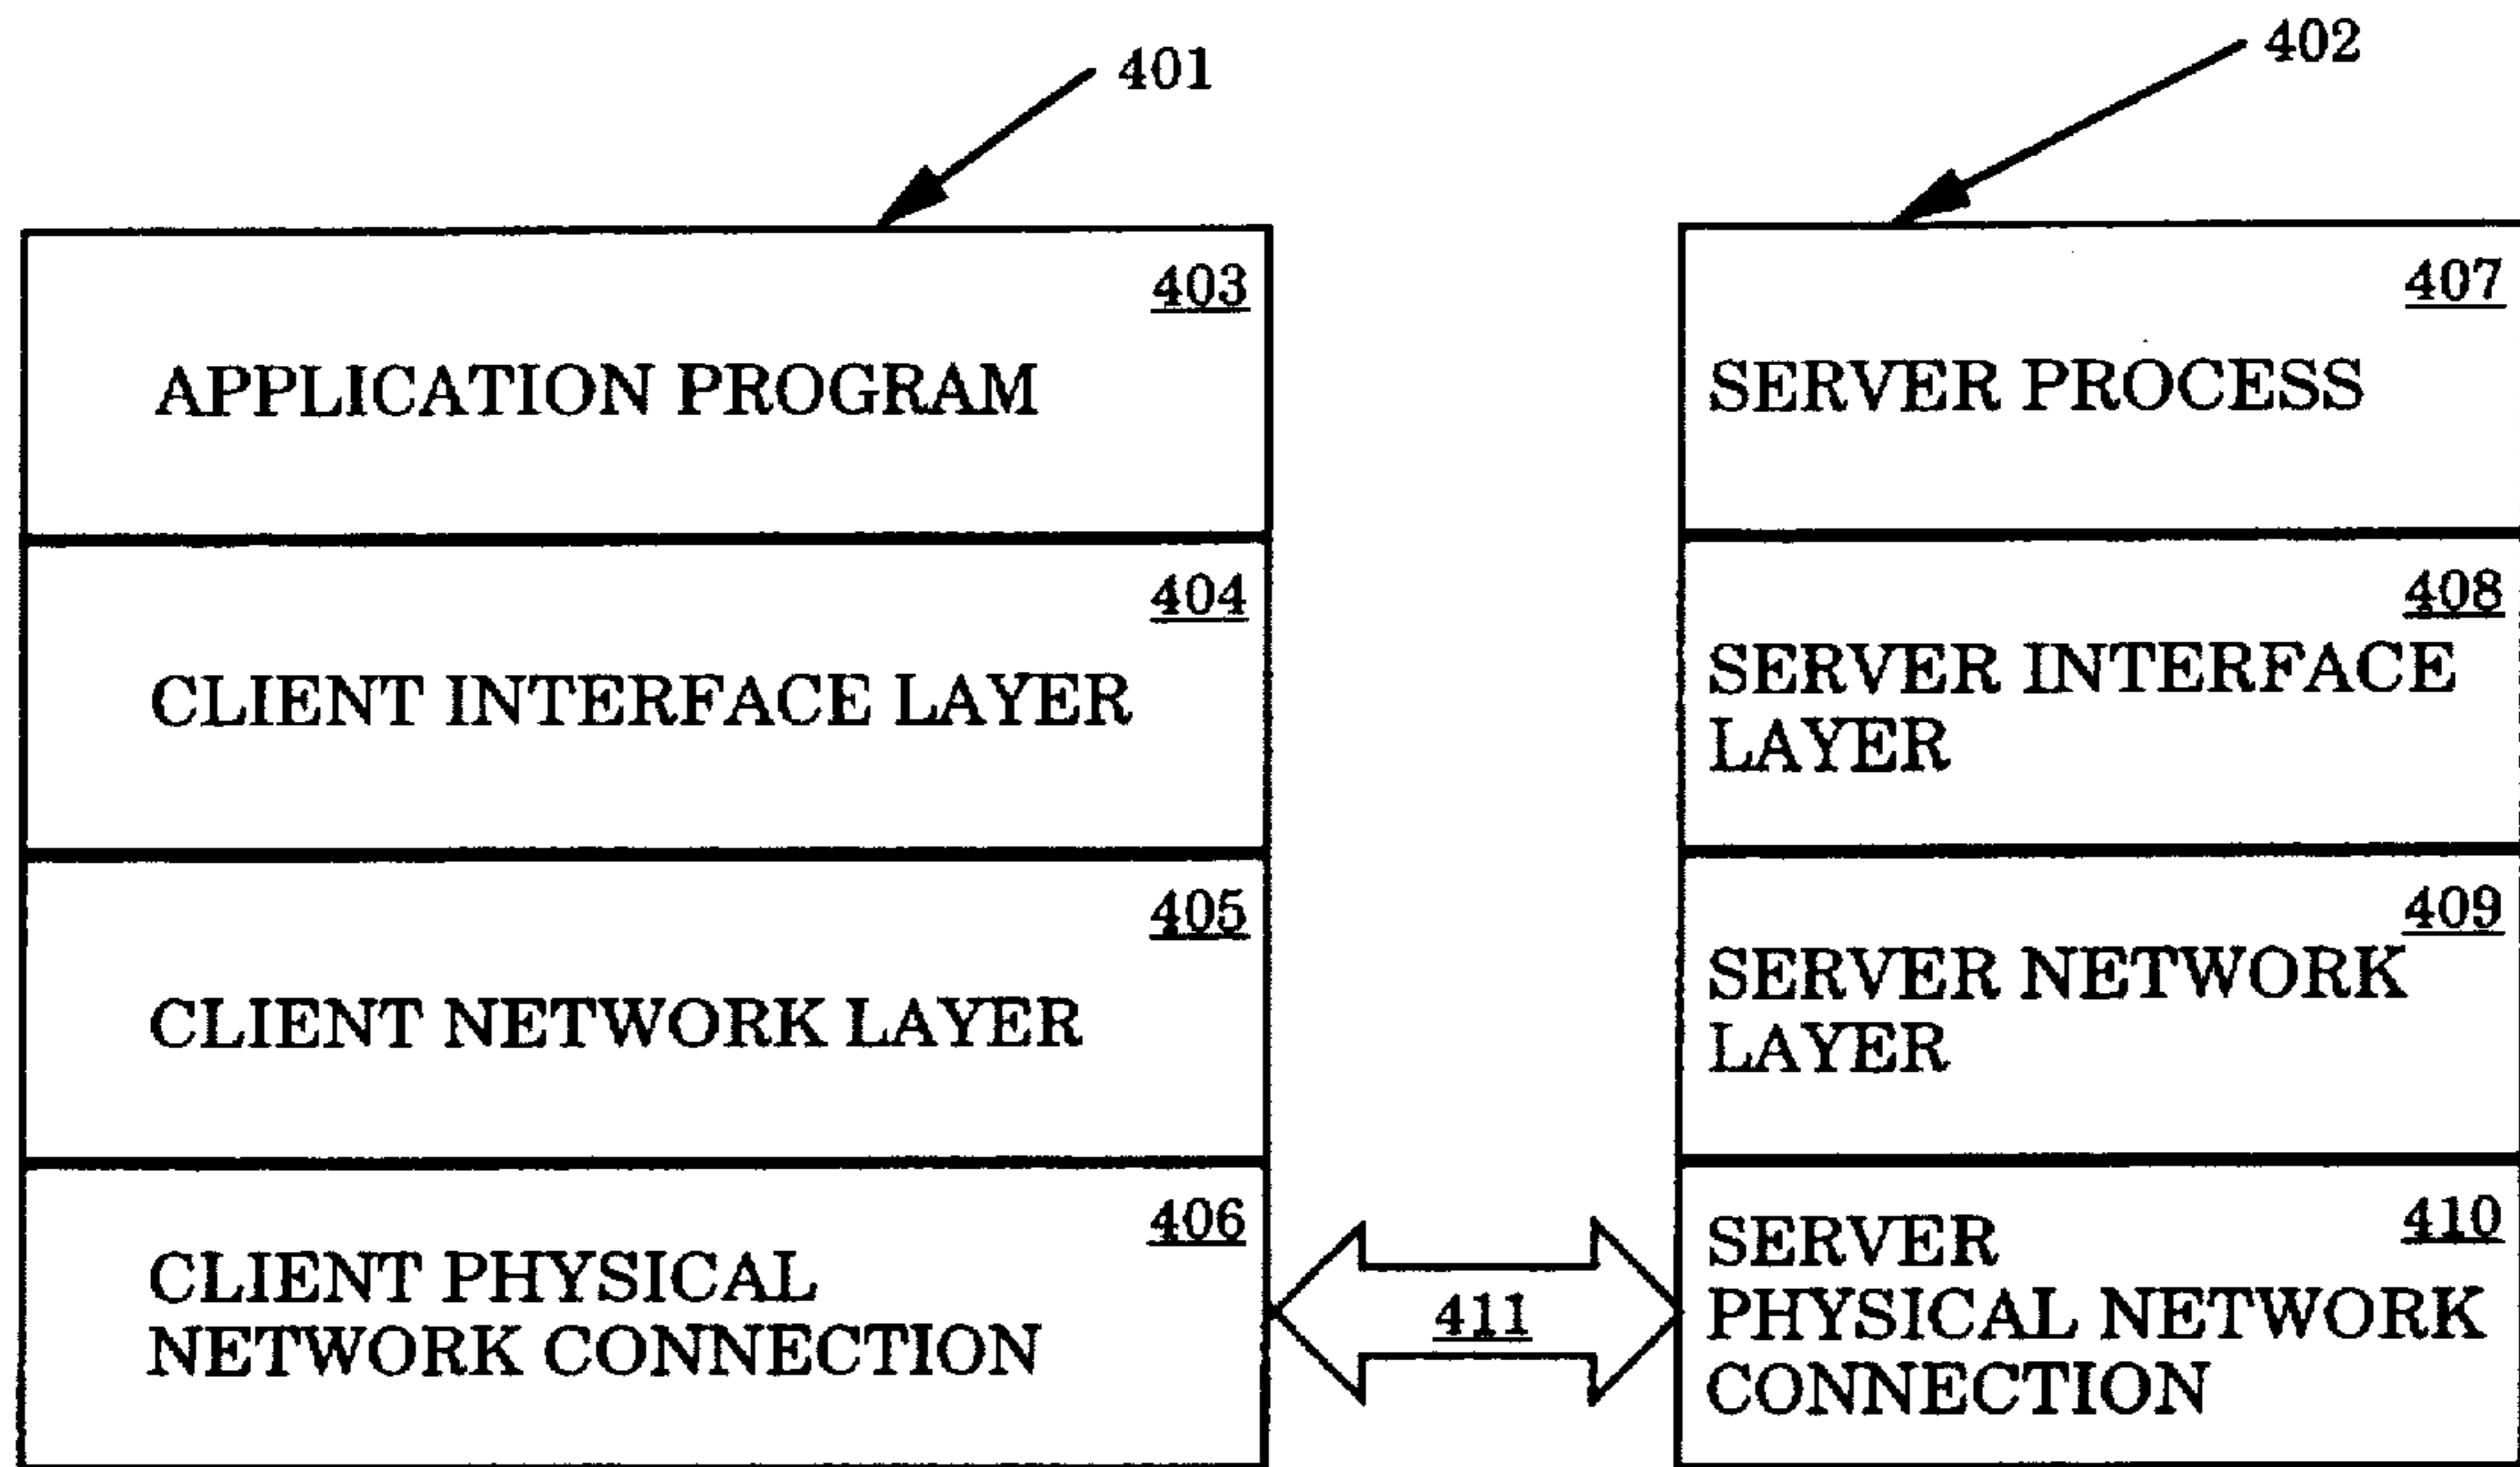 401
402
403
APPLICATION PROGRAM
404
CLIENT INTERFACE LAYER
405
CLIENT NETWORK LAYER
406
CLIENT PHYSICAL
NETWORK CONNECTION
407
SERVER PROCESS
408
SERVER INTERFACE
LAYER
409
SERVER NETWORK
LAYER
410
SERVER
PHYSICAL NETWORK
CONNECTION
411